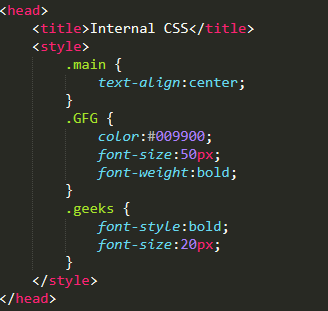 <head>
    <title>Internal CSS</title>
    <style>
        .main {
            text-align:center;
        }
        .GFG {
            color:#009900;
            font-size:50px;
            font-weight:bold;
        }
        .geeks {
            font-style:bold;
            font-size:20px;
        }
    </style>
</head>